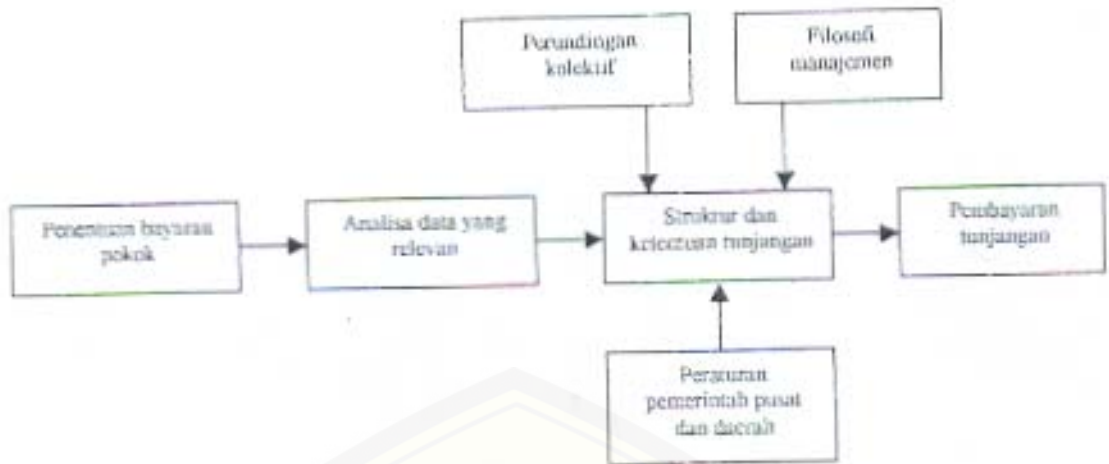 Perundingan
kolektif
Filosofi
manajemen
Penentuan bayaran
pokok
Analisa data yang
relevan
Struktur dan
ketentuan tunjangan
Pembayaran
tunjangan
Peraturan
pemerintah pusat
dan daerah